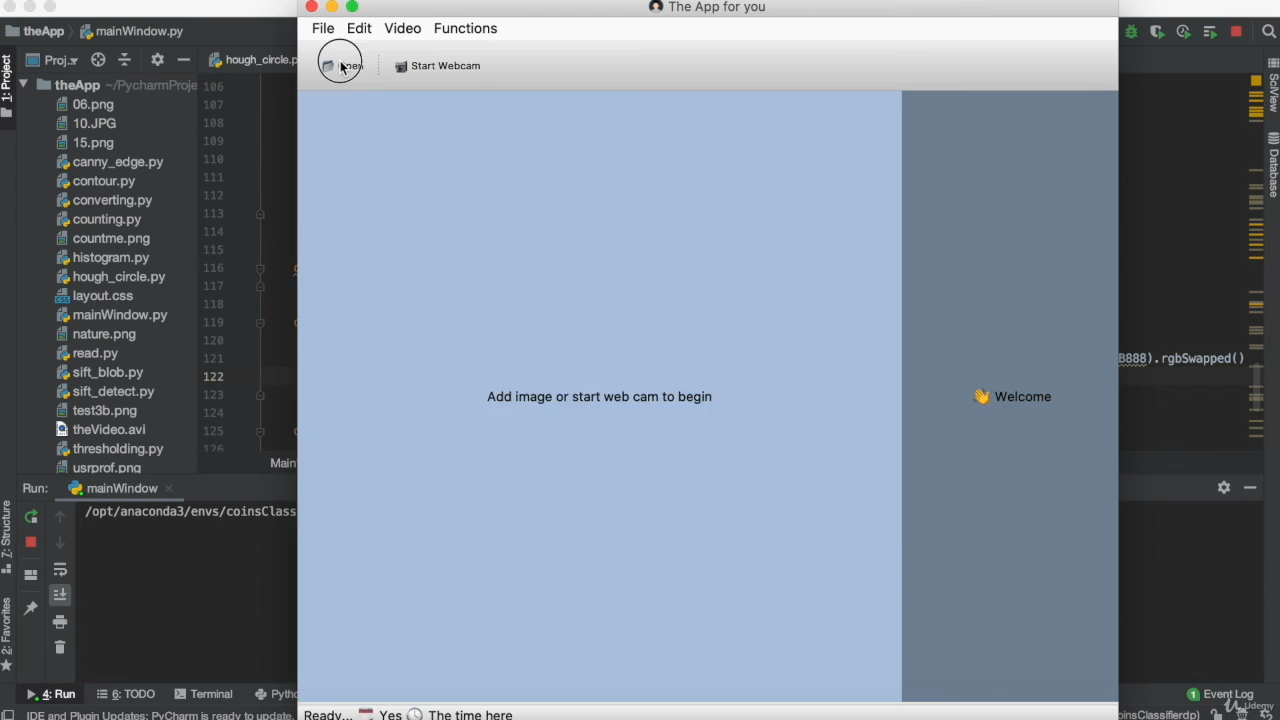 The App for you
theApp
mainWindow.py
File Edit Video Functions
Proj..
hough_circle.p
Start Webcam
1: Project
SciView
Database
theApp ~/PycharmProje
06.png
10.JPG
15.png
canny_edge.py
contour.py
converting.py
counting.py
countme.png
histogram.py
hough_circle.py
layout.css
mainWindow.py
nature.png
read.py
sift_blob.py
sift_detect.py
test3b.png
theVideo.avi
thresholding.py
usrprof.png
106
107
108
109
110
111
112
113
114
115
116
117
118
119
120
121
122
123
124
125
126
B888).rgbSwapped()
Add image or start web cam to begin
👋 Welcome
Main
Run: mainWindow
/opt/anaconda3/envs/coinsClass
7: Structure
2: Favorites
4: Run 6: TODO Terminal Pytho
1 Event Log
IDE and Plugin Updates: PyCharm is ready to update.
Ready... Yes The time here
oinsClassifierdp)
Udemy